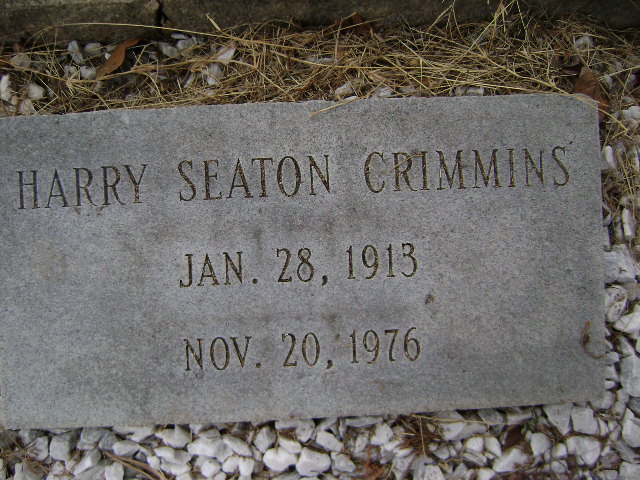 HARRY SEATON CRIMMINS
JAN. 28, 1913
NOV. 20, 1976